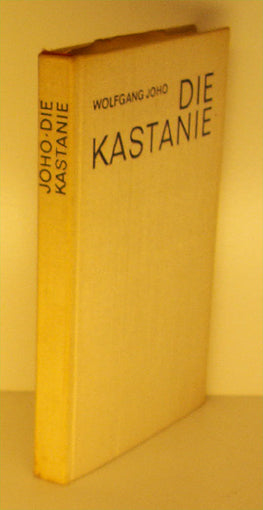 JOHO · DIE
KASTANIE
WOLFGANG JOHO
DIE
KASTANIE